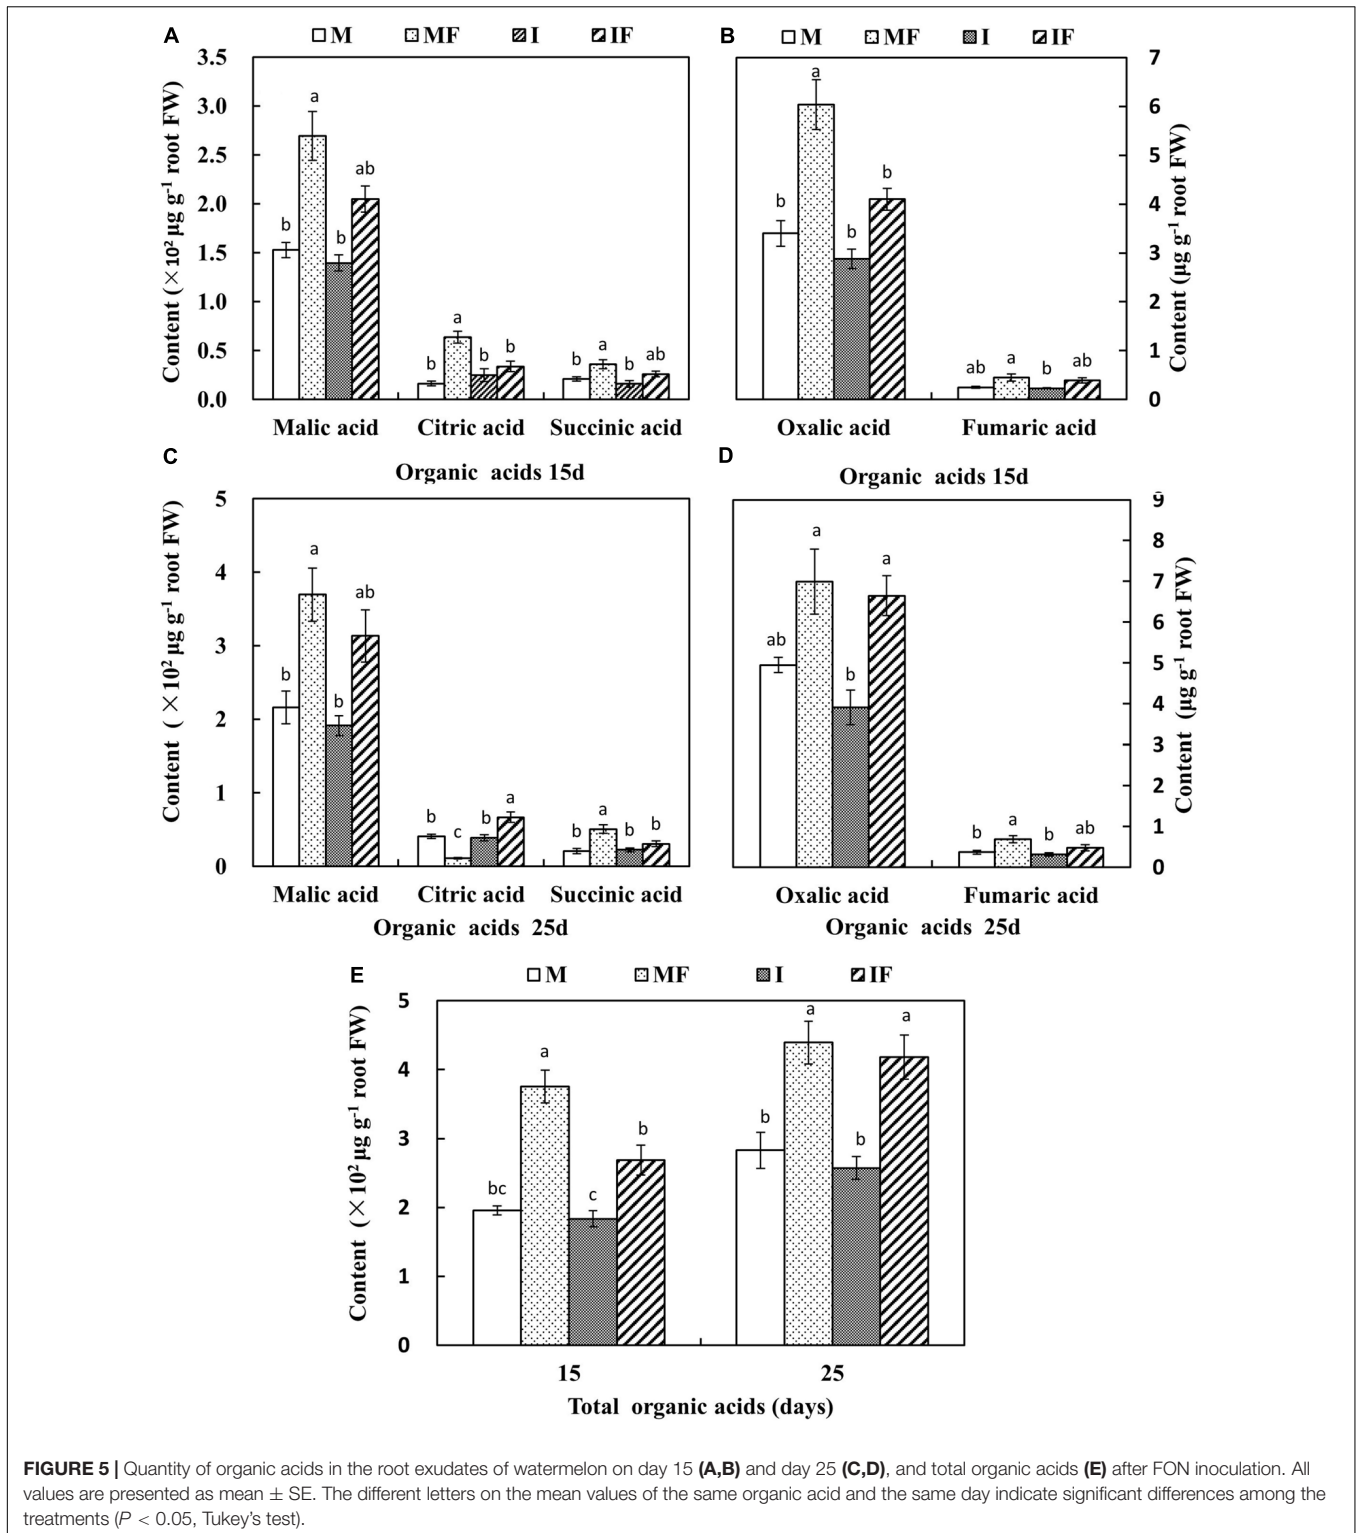 A M MF I IF
B M MF I IF
3.5
3.0
2.5
2.0
1.5
1.0
0.5
0.0
Content (×10² µg g⁻¹ root FW)
b a b ab
b a b b
b a b ab
Malic acid Citric acid Succinic acid
Organic acids 15d
7
6
5
4
3
2
1
0
Content (µg g⁻¹ root FW)
b a b b
ab a b ab
Oxalic acid Fumaric acid
Organic acids 15d
C
5
4
3
2
1
0
Content (×10² µg g⁻¹ root FW)
b a b ab
b c b a
b a b b
Malic acid Citric acid Succinic acid
Organic acids 25d
D
9
8
7
6
5
4
3
2
1
0
Content (µg g⁻¹ root FW)
ab a b a
b a b ab
Oxalic acid Fumaric acid
Organic acids 25d
E M MF I IF
5
4
3
2
1
0
Content (×10² µg g⁻¹ root FW)
bc a c b
b a b a
15 25
Total organic acids (days)
FIGURE 5 | Quantity of organic acids in the root exudates of watermelon on day 15 (A,B) and day 25 (C,D), and total organic acids (E) after FON inoculation. All
values are presented as mean ± SE. The different letters on the mean values of the same organic acid and the same day indicate significant differences among the
treatments (P < 0.05, Tukey's test).